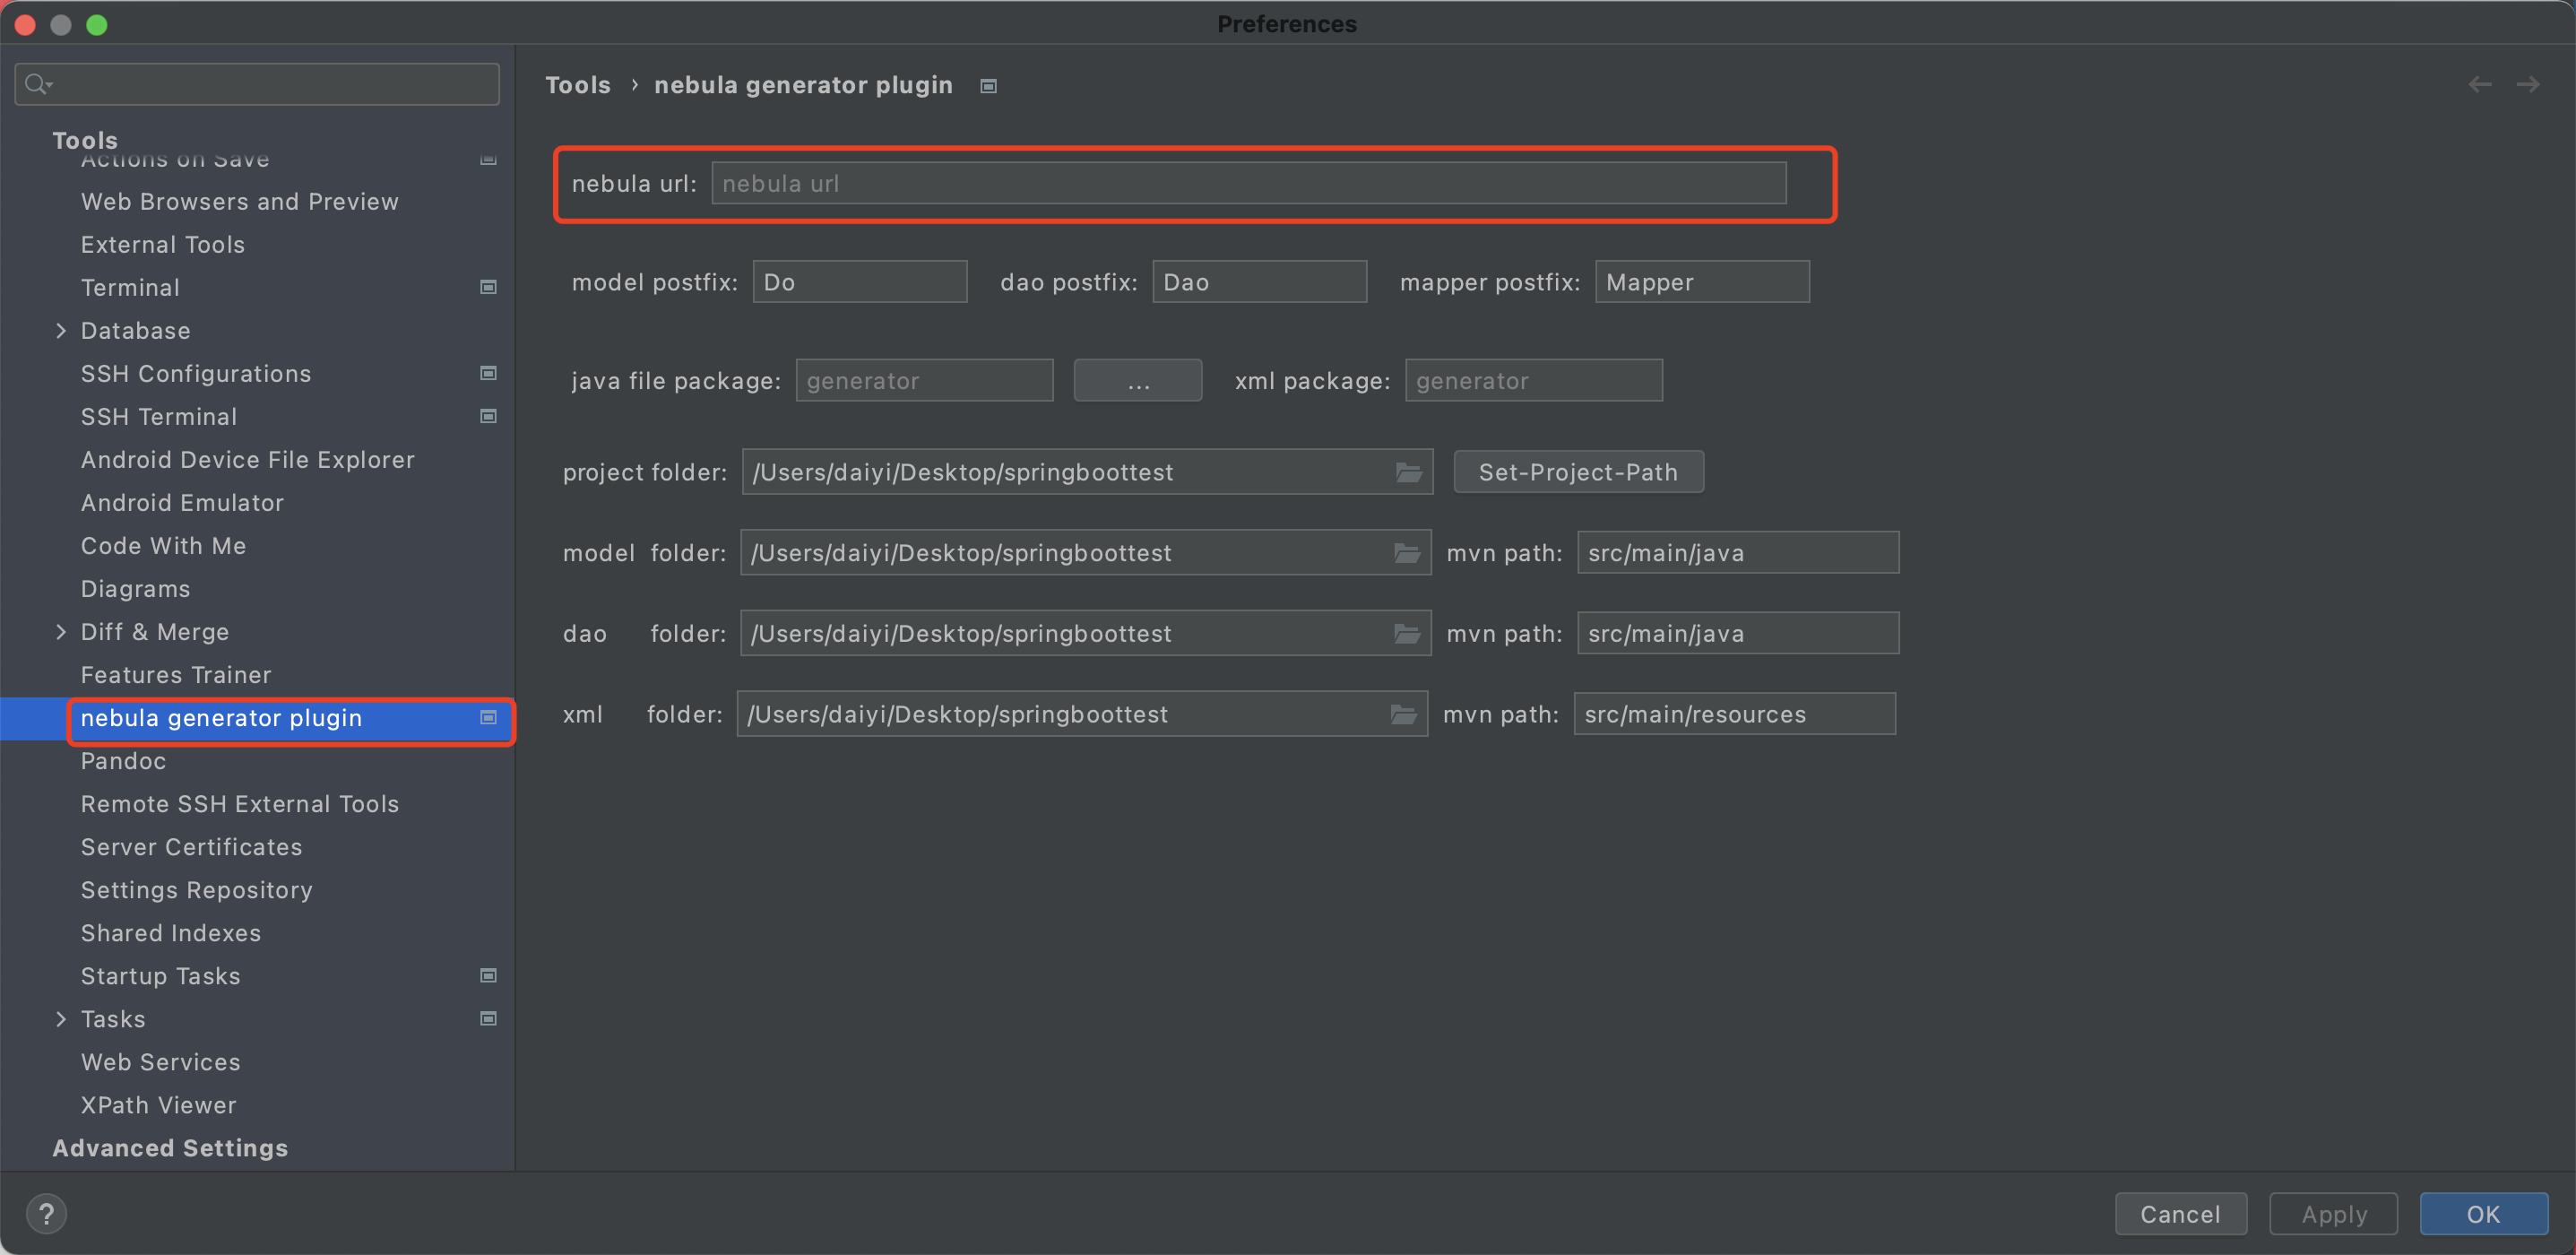 Preferences
Tools
Actions on Save
Web Browsers and Preview
External Tools
Terminal
Database
SSH Configurations
SSH Terminal
Android Device File Explorer
Android Emulator
Code With Me
Diagrams
Diff & Merge
Features Trainer
nebula generator plugin
Pandoc
Remote SSH External Tools
Server Certificates
Settings Repository
Shared Indexes
Startup Tasks
Tasks
Web Services
XPath Viewer
Advanced Settings
Tools › nebula generator plugin
nebula url: nebula url
model postfix: Do dao postfix: Dao mapper postfix: Mapper
java file package: generator ... xml package: generator
project folder: /Users/daiyi/Desktop/springboottest Set-Project-Path
model folder: /Users/daiyi/Desktop/springboottest mvn path: src/main/java
dao folder: /Users/daiyi/Desktop/springboottest mvn path: src/main/java
xml folder: /Users/daiyi/Desktop/springboottest mvn path: src/main/resources
? Cancel Apply OK